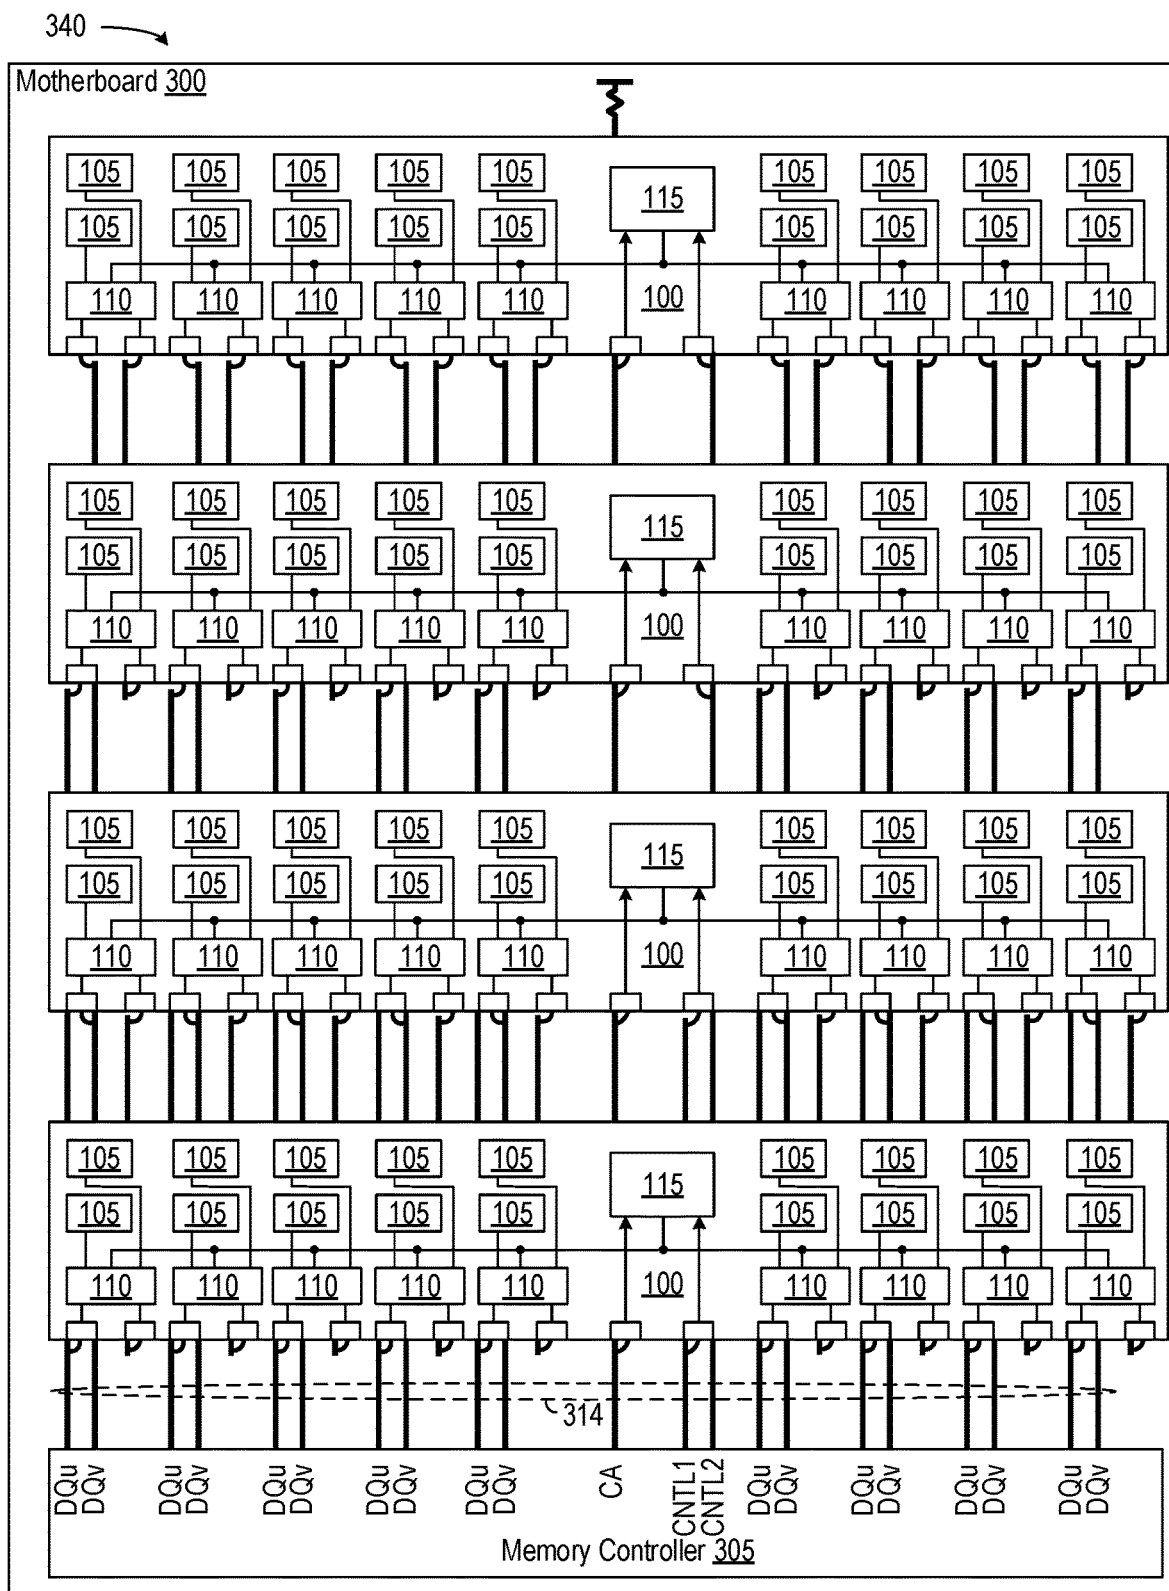 340
Motherboard 300
105 105 105 105 105 105 105 105 105
115
105 105 105 105 105 105 105 105 105
110 110 110 110 110 100 110 110 110 110
105 105 105 105 105 105 105 105 105
115
105 105 105 105 105 105 105 105 105
110 110 110 110 110 100 110 110 110 110
105 105 105 105 105 105 105 105 105
115
105 105 105 105 105 105 105 105 105
110 110 110 110 110 100 110 110 110 110
105 105 105 105 105 105 105 105 105
115
105 105 105 105 105 105 105 105 105
110 110 110 110 110 100 110 110 110 110
314
DQu DQv DQu DQv DQu DQv DQu DQv DQu DQv CA CNTL1 CNTL2 DQu DQv DQu DQv DQu DQv DQu DQv
Memory Controller 305